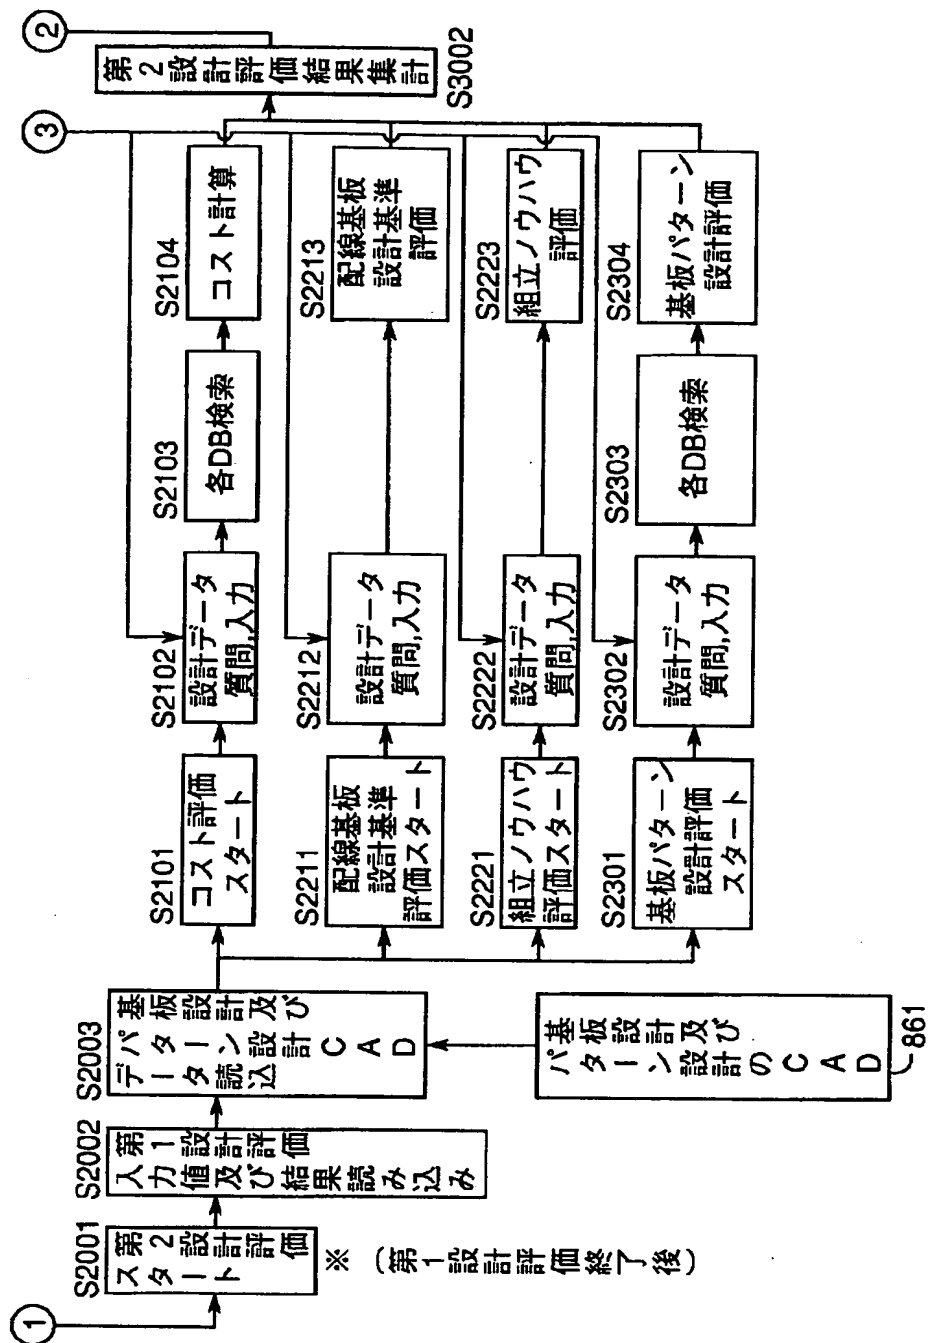 ①
S2001
第2設計評価
スタート
※
(第1設計評価終了後)
S2002
第1設計評価
入力値及び結果読み込み
S2003
基板設計及び
パターン設計CAD
データ読込
基板設計及び
パターン設計
のCAD
861
S2101
コスト評価
スタート
S2102
設計データ
質問,入力
S2103
各DB検索
S2104
コスト計算
S2211
配線基板
設計基準
評価スタート
S2212
設計データ
質問,入力
S2213
配線基板
設計基準
評価
S2221
組立ノウハウ
評価スタート
S2222
設計データ
質問,入力
S2223
組立ノウハウ
評価
S2301
基板パターン
設計評価
スタート
S2302
設計データ
質問,入力
S2303
各DB検索
S2304
基板パターン
設計評価
③
第2設計評価結果集計
S3002
②